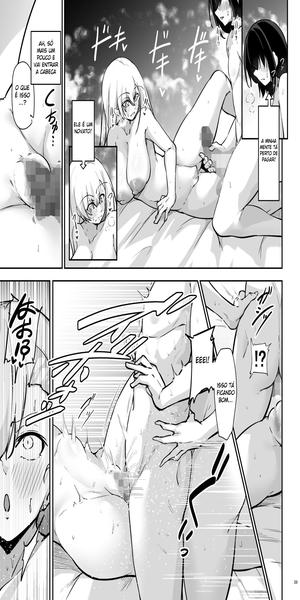 AII, SÓ MAIS
UM POUCO E
VAI ENTRAR
A CABEÇA
O QUE É
ISSO ...?
ELE É UM
NOVATO!
A MINHA
MENTE TÁ
PERTO DE
PAGAR!
!?
EEEI!
ISSO TÁ
FICANDO
BOM...